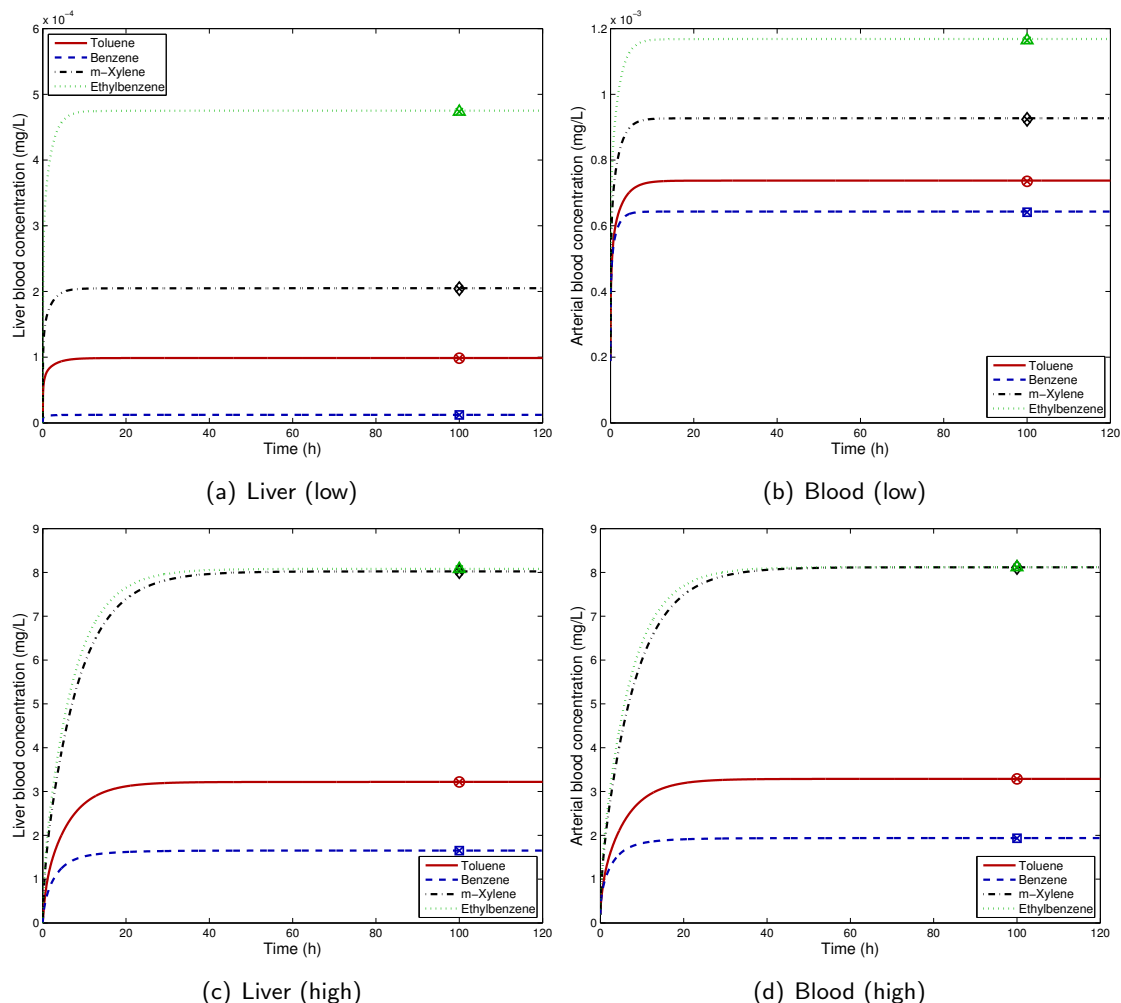 x 10⁻⁴
6
5
4
3
2
1
0
0 20 40 60 80 100 120
Liver blood concentration (mg/L)
Time (h)
Toluene
Benzene
m−Xylene
Ethylbenzene
(a) Liver (low)
x 10⁻³
1.2
1
0.8
0.6
0.4
0.2
0
0 20 40 60 80 100 120
Arterial blood concentration (mg/L)
Time (h)
Toluene
Benzene
m−Xylene
Ethylbenzene
(b) Blood (low)
9
8
7
6
5
4
3
2
1
0
0 20 40 60 80 100 120
Liver blood concentration (mg/L)
Time (h)
Toluene
Benzene
m−Xylene
Ethylbenzene
(c) Liver (high)
9
8
7
6
5
4
3
2
1
0
0 20 40 60 80 100 120
Arterial blood concentration (mg/L)
Time (h)
Toluene
Benzene
m−Xylene
Ethylbenzene
(d) Blood (high)